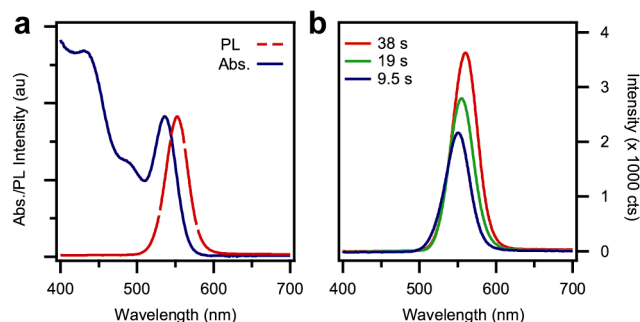 a
PL
Abs.
Abs./PL Intensity (au)
400 500 600 700
Wavelength (nm)
b
38 s
19 s
9.5 s
4
3
2
1
0
Intensity (x 1000 cts)
400 500 600 700
Wavelength (nm)